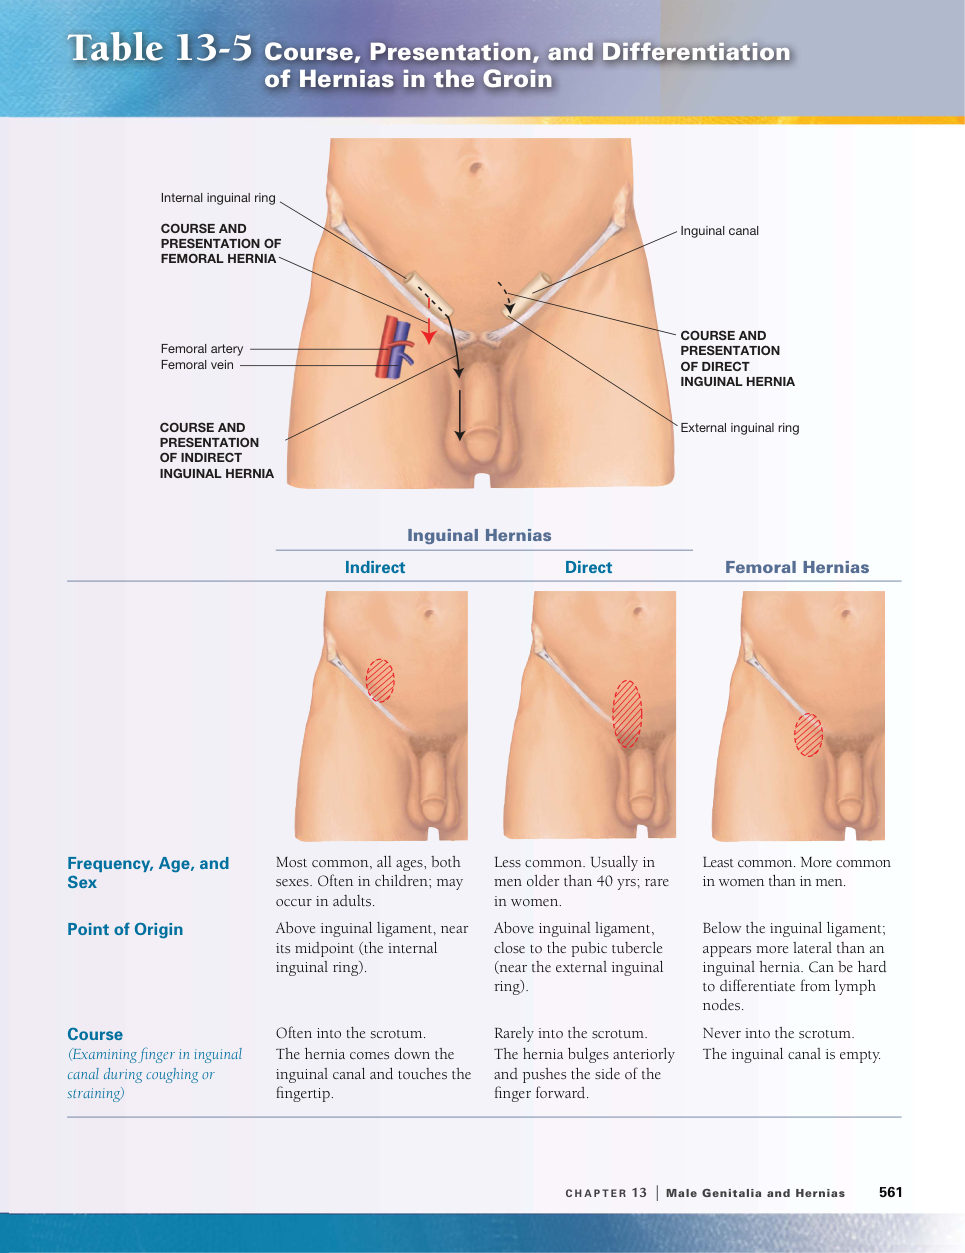 Table 13-5 Course, Presentation, and Differentiation
of Hernias in the Groin
Internal inguinal ring
COURSE AND
PRESENTATION OF
FEMORAL HERNIA
Femoral artery
Femoral vein
COURSE AND
PRESENTATION
OF INDIRECT
INGUINAL HERNIA
Inguinal canal
COURSE AND
PRESENTATION
OF DIRECT
INGUINAL HERNIA
External inguinal ring
Inguinal Hernias
Indirect
Direct
Femoral Hernias
Frequency, Age, and
Sex
Most common, all ages, both
sexes. Often in children; may
occur in adults.
Less common. Usually in
men older than 40 yrs; rare
in women.
Least common. More common
in women than in men.
Point of Origin
Above inguinal ligament, near
its midpoint (the internal
inguinal ring).
Above inguinal ligament,
close to the pubic tubercle
(near the external inguinal
ring).
Below the inguinal ligament;
appears more lateral than an
inguinal hernia. Can be hard
to differentiate from lymph
nodes.
Course
(Examining finger in inguinal
canal during coughing or
straining)
Often into the scrotum.
The hernia comes down the
inguinal canal and touches the
fingertip.
Rarely into the scrotum.
The hernia bulges anteriorly
and pushes the side of the
finger forward.
Never into the scrotum.
The inguinal canal is empty.
CHAPTER 13 | Male Genitalia and Hernias 561